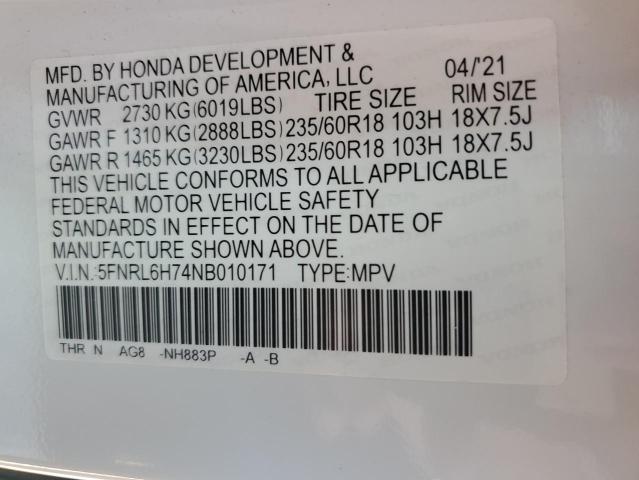 MFD. BY HONDA DEVELOPMENT &
MANUFACTURING OF AMERICA, LLC 04/'21
GVWR 2730 KG(6019LBS) TIRE SIZE RIM SIZE
GAWR F 1310 KG(2888LBS) 235/60R18 103H 18X7.5J
GAWR R 1465 KG(3230LBS) 235/60R18 103H 18X7.5J
THIS VEHICLE CONFORMS TO ALL APPLICABLE
FEDERAL MOTOR VEHICLE SAFETY
STANDARDS IN EFFECT ON THE DATE OF
MANUFACTURE SHOWN ABOVE.
V.I.N.:5FNRL6H74NB010171 TYPE:MPV
THR N AG8 -NH883P -A -B